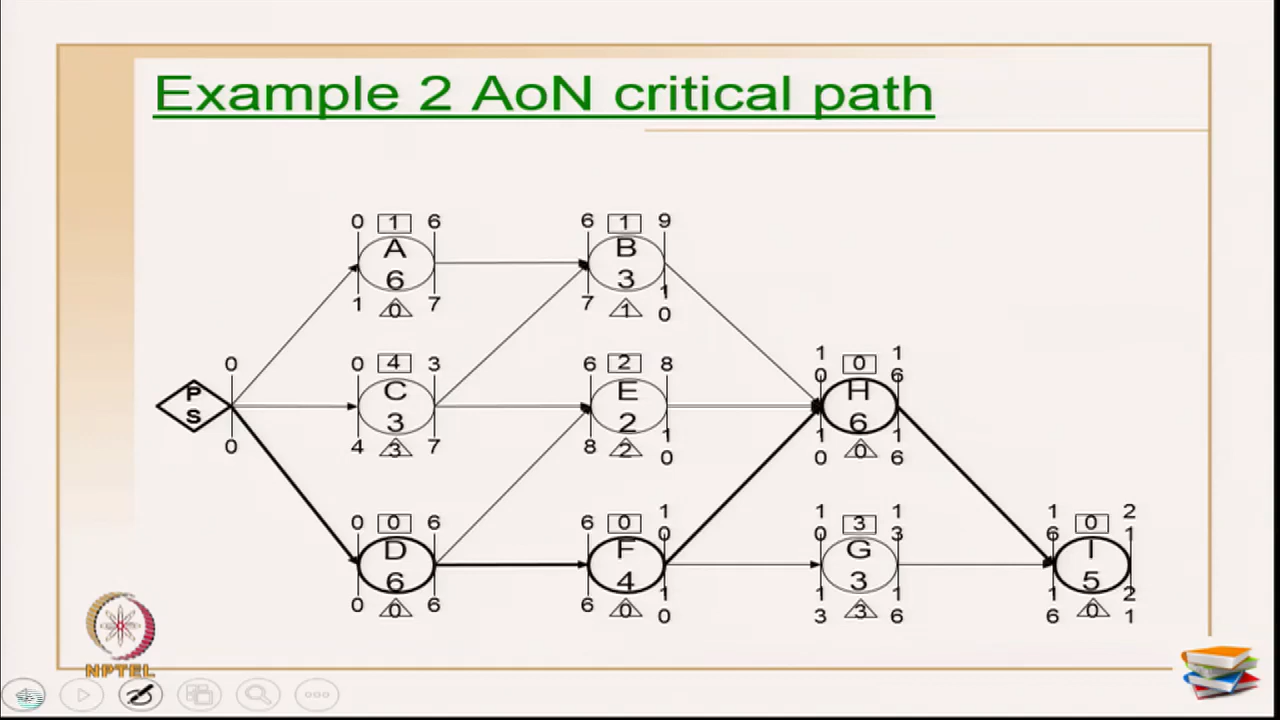 Example 2 AoN critical path
0 1 6
A
6
1 0 7
6 1 9
B
3
7 1 10
0 4 3
C
3
4 3 7
6 2 8
E
2
8 2 10
PS
0
0
10 0 16
H
6
10 0 16
0 0 6
D
6
0 0 6
6 0 10
F
4
6 0 10
10 3 13
G
3
13 3 16
16 0 21
I
5
16 0 21
NPTEL